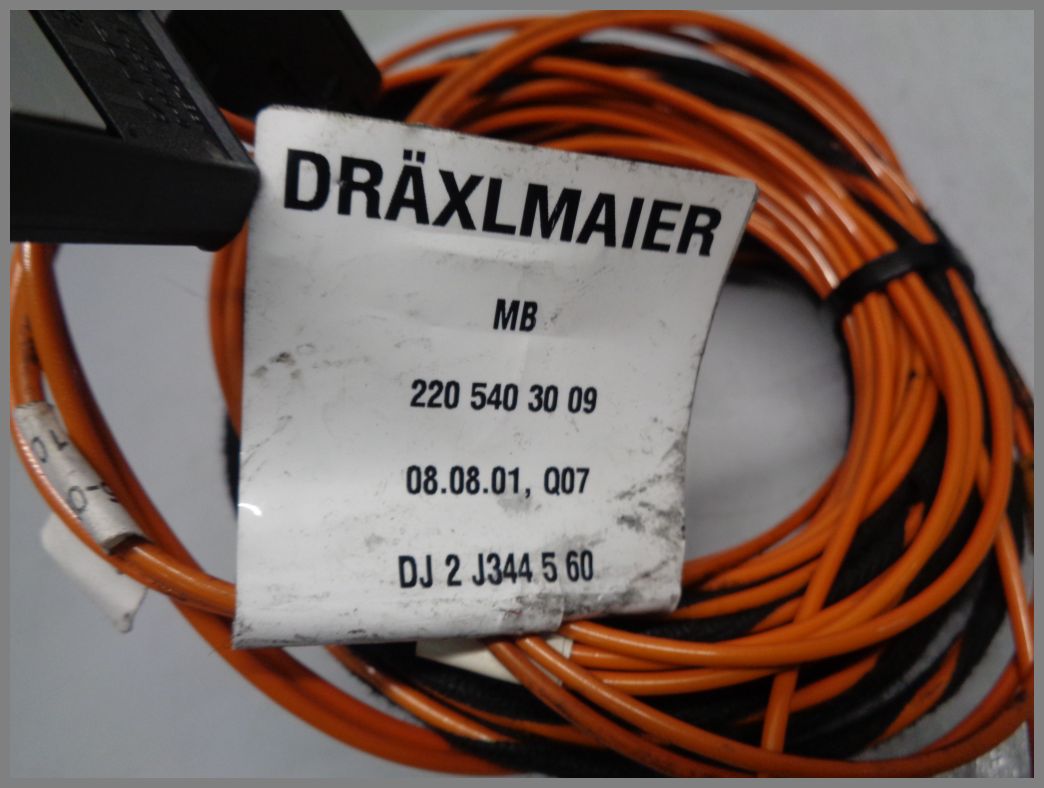 DRÄXLMAIER
MB
220 540 30 09
08.08.01, Q07
DJ 2 J344 5 60